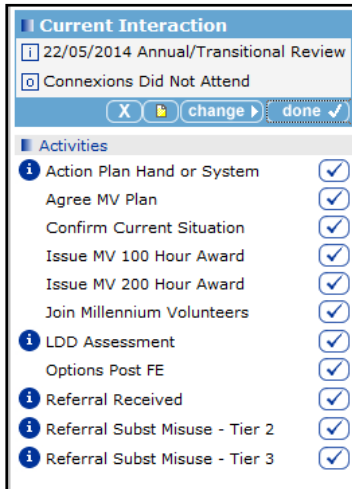 Current Interaction
i 22/05/2014 Annual/Transitional Review
o Connexions Did Not Attend
X change done
Activities
i Action Plan Hand or System
Agree MV Plan
Confirm Current Situation
Issue MV 100 Hour Award
Issue MV 200 Hour Award
Join Millennium Volunteers
i LDD Assessment
Options Post FE
i Referral Received
i Referral Subst Misuse - Tier 2
i Referral Subst Misuse - Tier 3